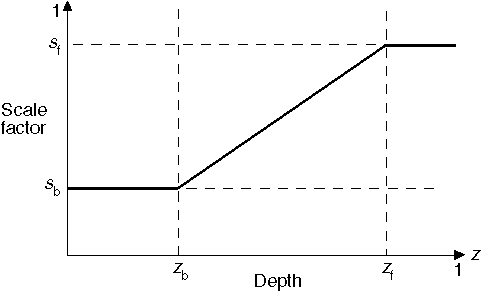 1
s_f
Scale
factor
s_b
z_b
Depth
z_f
1
z